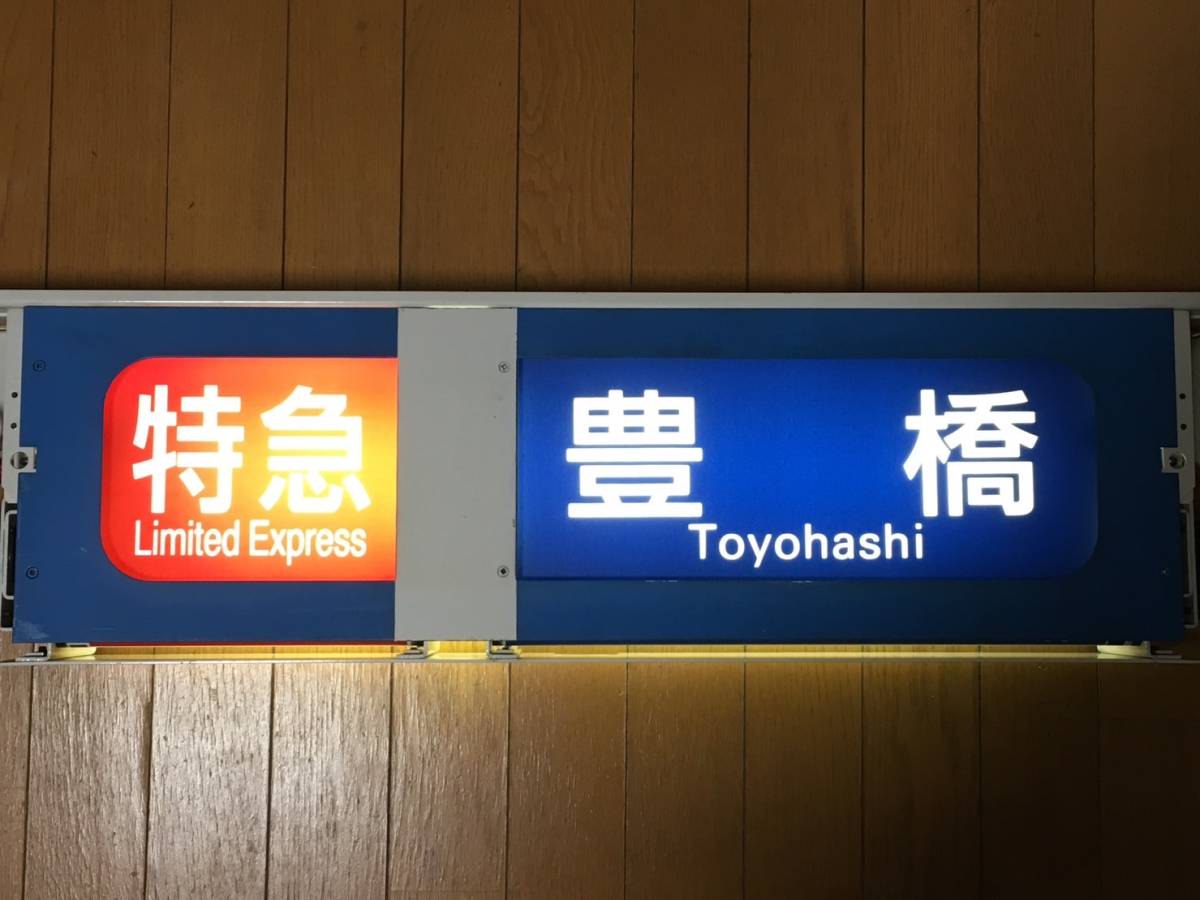 特急
Limited Express
豊橋
Toyohashi